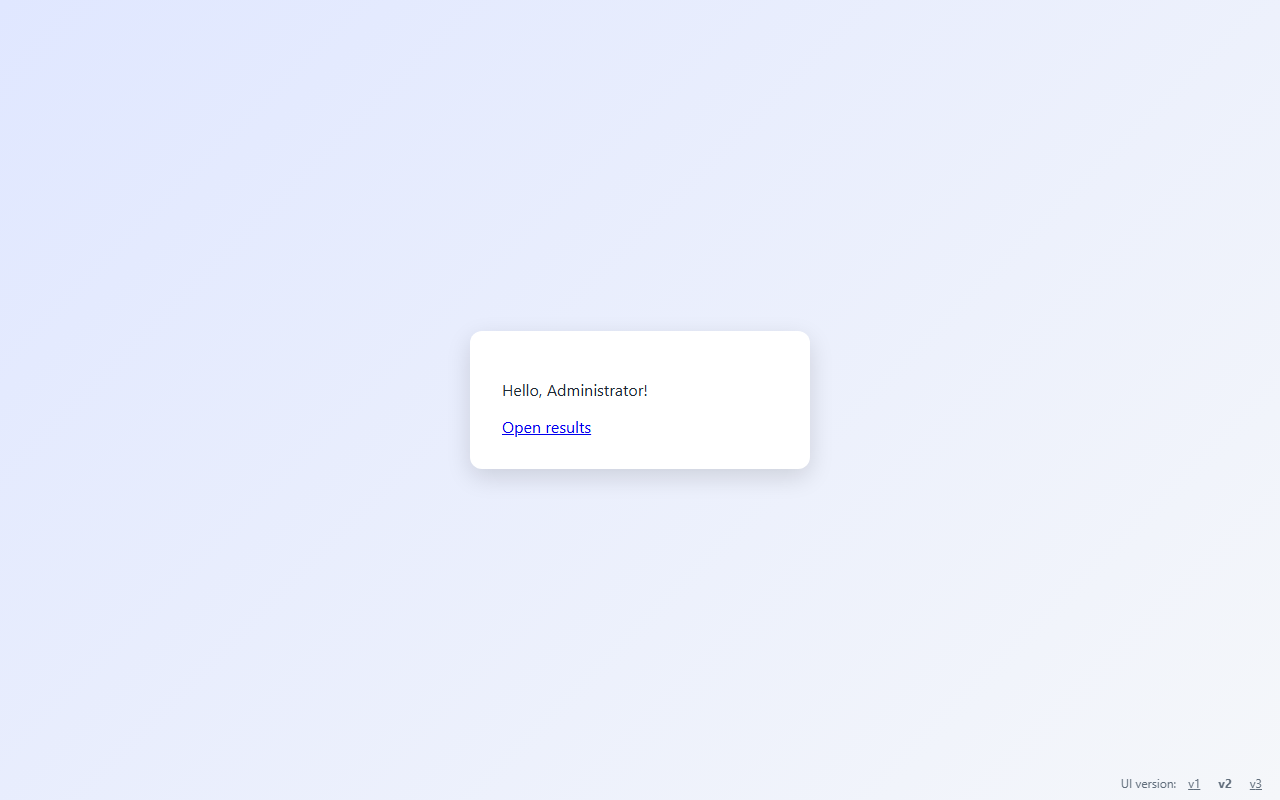 Hello, Administrator!
Open results
UI version: v1 v2 v3